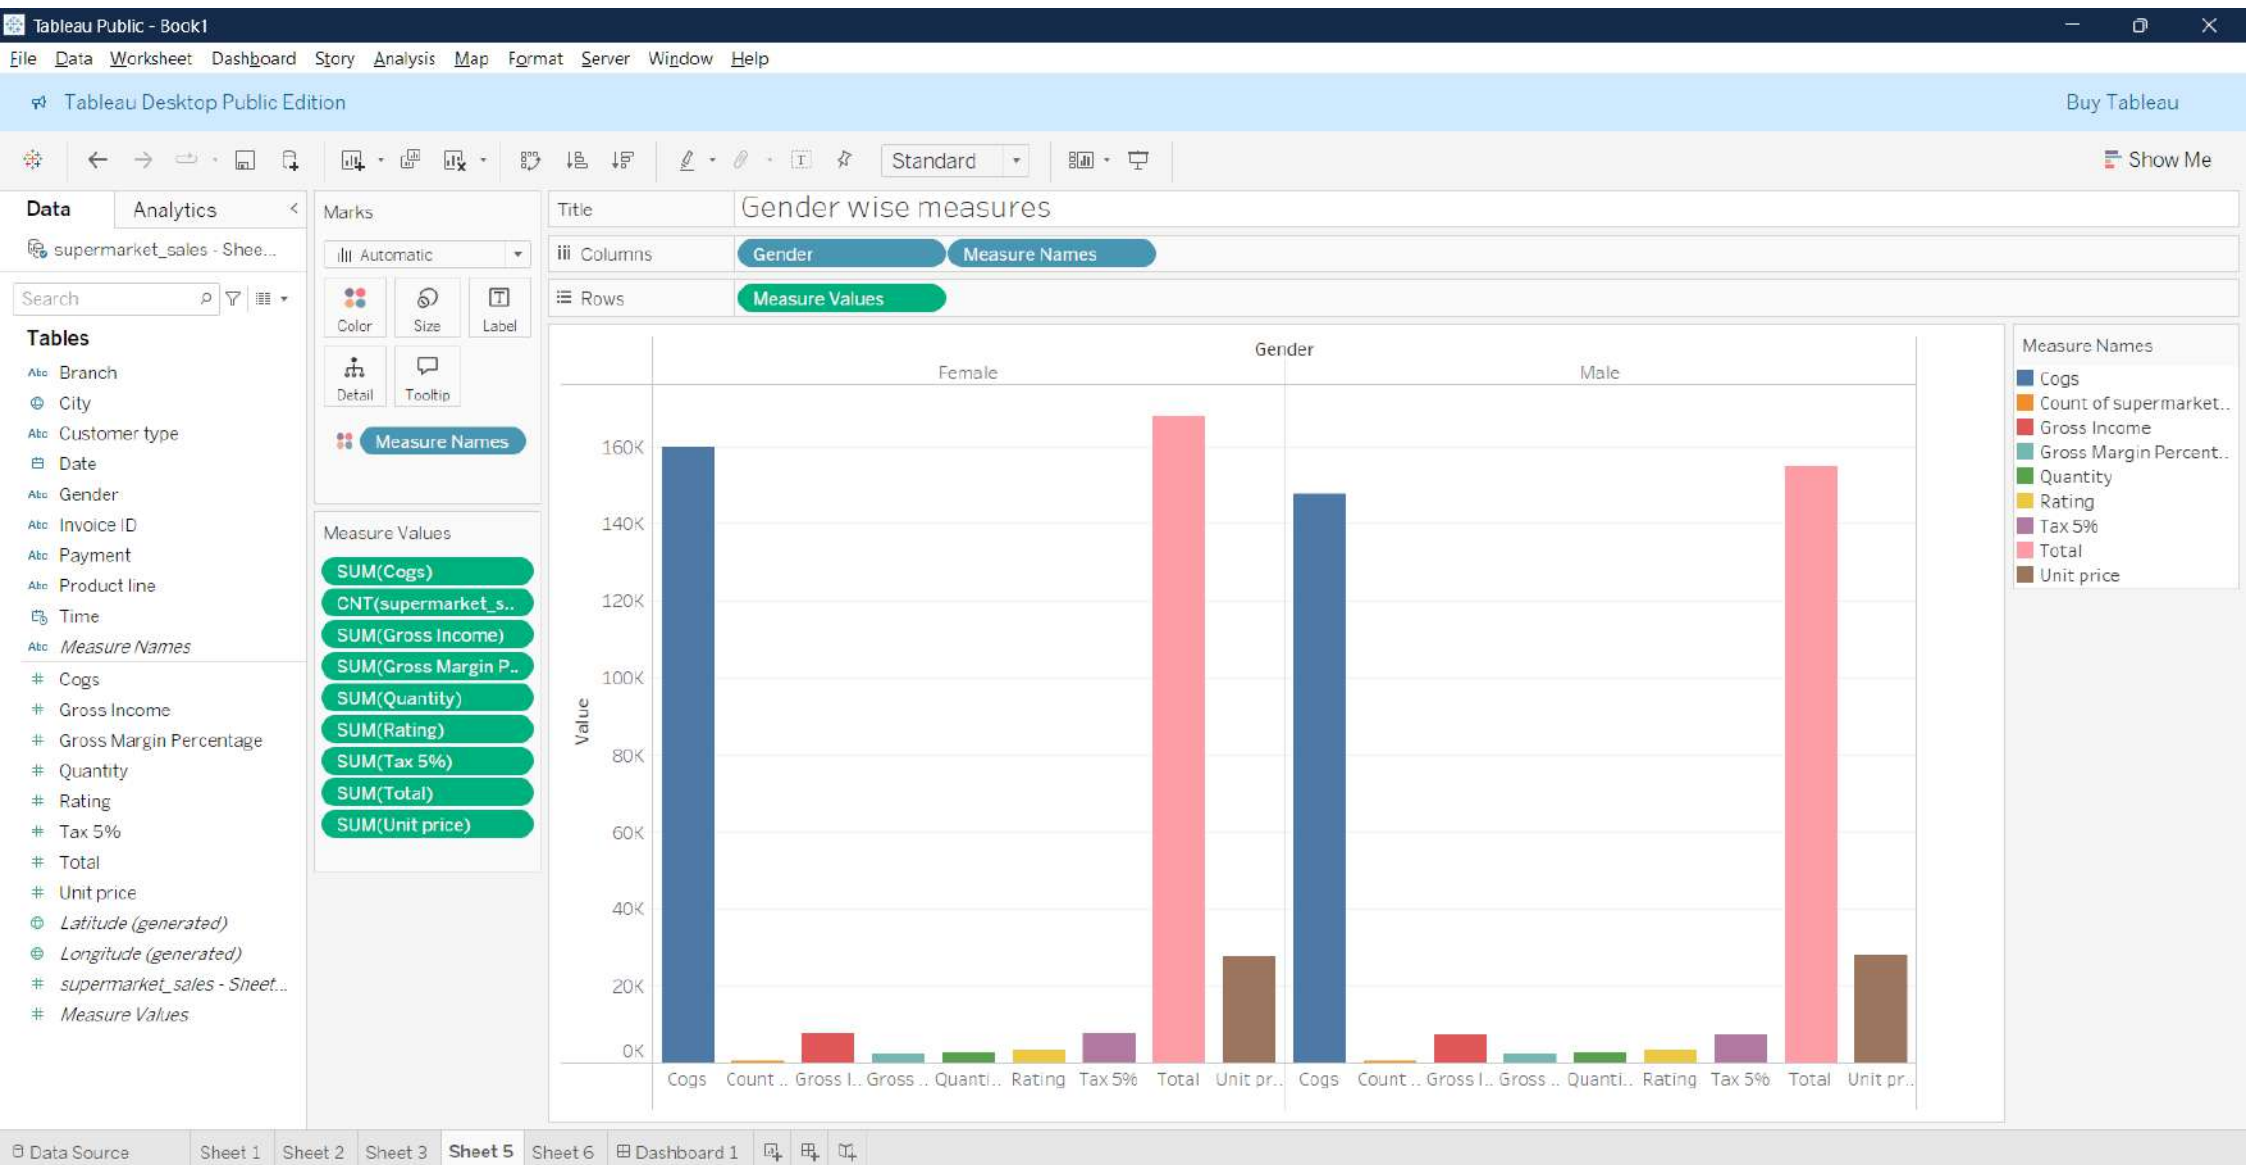 Tableau Public - Book1
File Data Worksheet Dashboard Story Analysis Map Format Server Window Help
Tableau Desktop Public Edition
Buy Tableau
Standard
Show Me
Data
Analytics
supermarket_sales - Shee...
Search
Tables
Abc Branch
City
Abc Customer type
Date
Abc Gender
Abc Invoice ID
Abc Payment
Abc Product line
Time
Abc Measure Names
# Cogs
# Gross Income
# Gross Margin Percentage
# Quantity
# Rating
# Tax 5%
# Total
# Unit price
Latitude (generated)
Longitude (generated)
# supermarket_sales - Sheet...
# Measure Values
Marks
Automatic
Color
Size
Label
Detail
Tooltip
Measure Names
Measure Values
SUM(Cogs)
CNT(supermarket_s..
SUM(Gross Income)
SUM(Gross Margin P..
SUM(Quantity)
SUM(Rating)
SUM(Tax 5%)
SUM(Total)
SUM(Unit price)
Title
Gender wise measures
Columns
Gender
Measure Names
Rows
Measure Values
Gender
Female
Male
160K
140K
120K
100K
80K
60K
40K
20K
0K
Value
Cogs Count .. Gross I.. Gross .. Quanti.. Rating Tax 5% Total Unit pr.. Cogs Count .. Gross I.. Gross .. Quanti.. Rating Tax 5% Total Unit pr..
Measure Names
Cogs
Count of supermarket..
Gross Income
Gross Margin Percent..
Quantity
Rating
Tax 5%
Total
Unit price
Data Source
Sheet 1
Sheet 2
Sheet 3
Sheet 5
Sheet 6
Dashboard 1